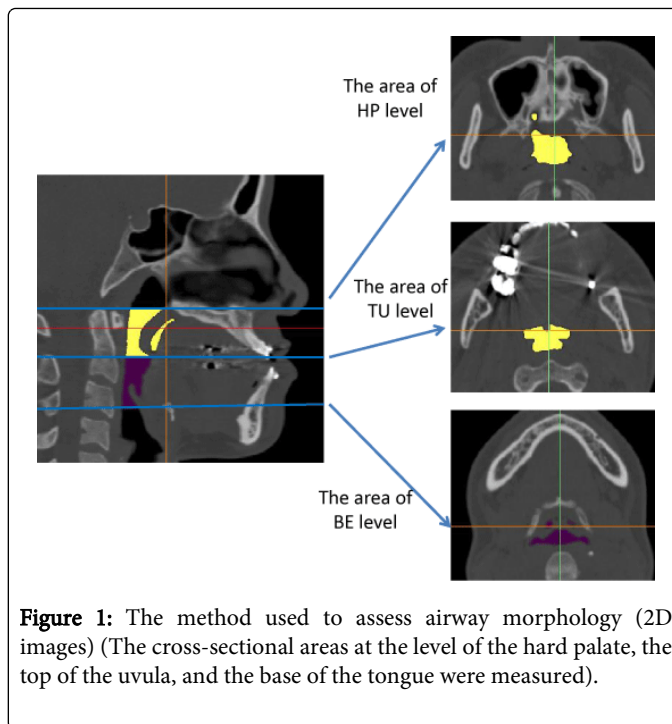 The area of
HP level
The area of
TU level
The area of
BE level
Figure 1: The method used to assess airway morphology (2D
images) (The cross-sectional areas at the level of the hard palate, the
top of the uvula, and the base of the tongue were measured).